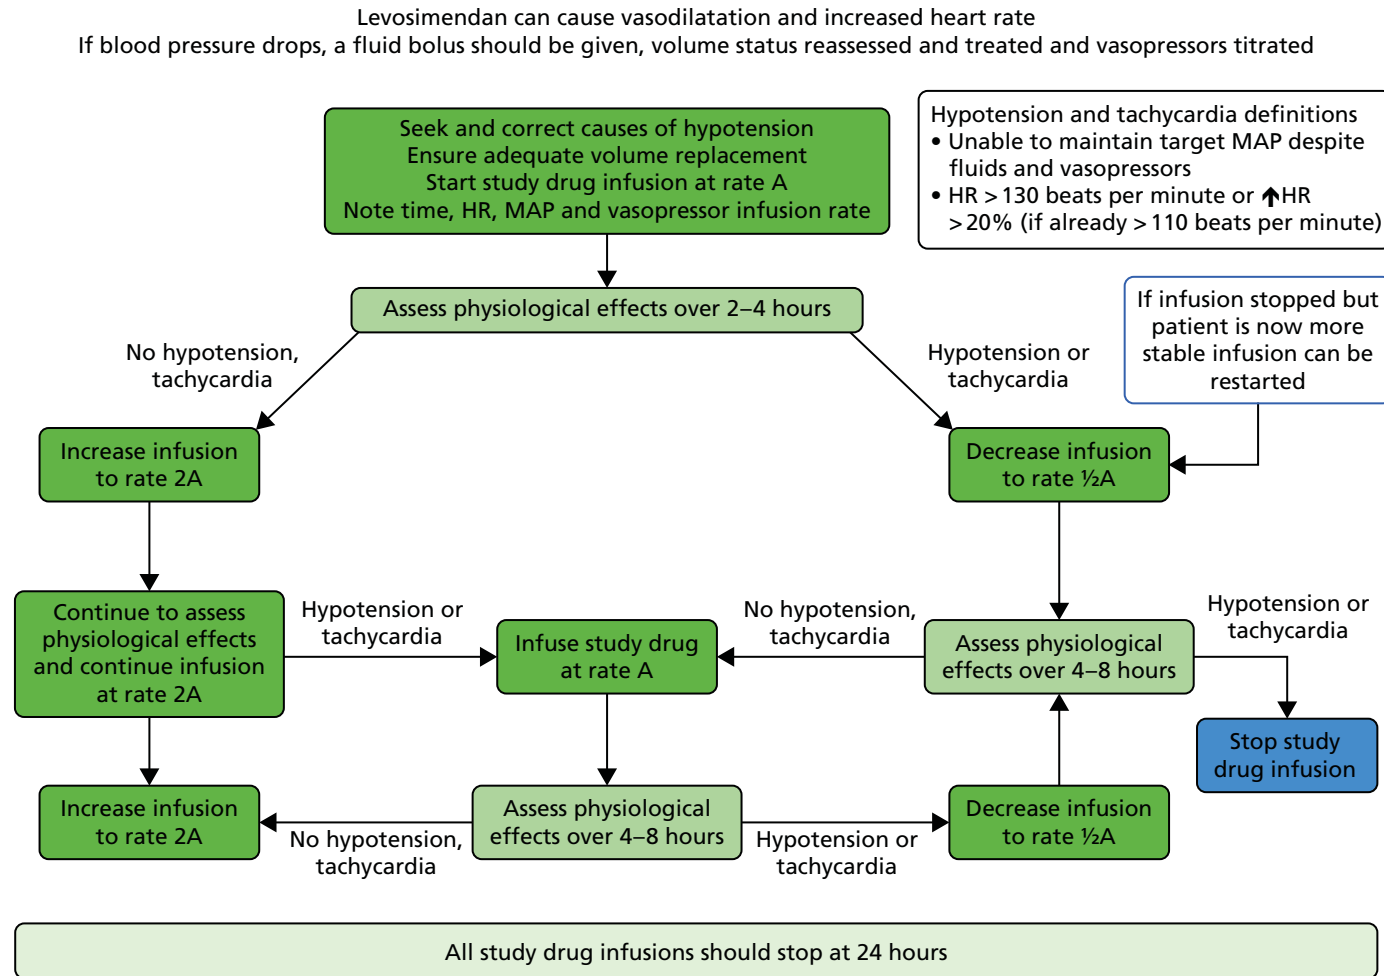 Levosimendan can cause vasodilatation and increased heart rate
If blood pressure drops, a fluid bolus should be given, volume status reassessed and treated and vasopressors titrated
Seek and correct causes of hypotension
Ensure adequate volume replacement
Start study drug infusion at rate A
Note time, HR, MAP and vasopressor infusion rate
Hypotension and tachycardia definitions
• Unable to maintain target MAP despite
fluids and vasopressors
• HR >130 beats per minute or ↑HR
>20% (if already >110 beats per minute)
Assess physiological effects over 2–4 hours
If infusion stopped but
patient is now more
stable infusion can be
restarted
No hypotension,
tachycardia
Hypotension or
tachycardia
Increase infusion
to rate 2A
Decrease infusion
to rate ½A
Continue to assess
physiological effects
and continue infusion
at rate 2A
Hypotension or
tachycardia
Infuse study drug
at rate A
No hypotension,
tachycardia
Assess physiological
effects over 4–8 hours
Hypotension or
tachycardia
Stop study
drug infusion
Increase infusion
to rate 2A
No hypotension,
tachycardia
Assess physiological
effects over 4–8 hours
Hypotension or
tachycardia
Decrease infusion
to rate ½A
All study drug infusions should stop at 24 hours